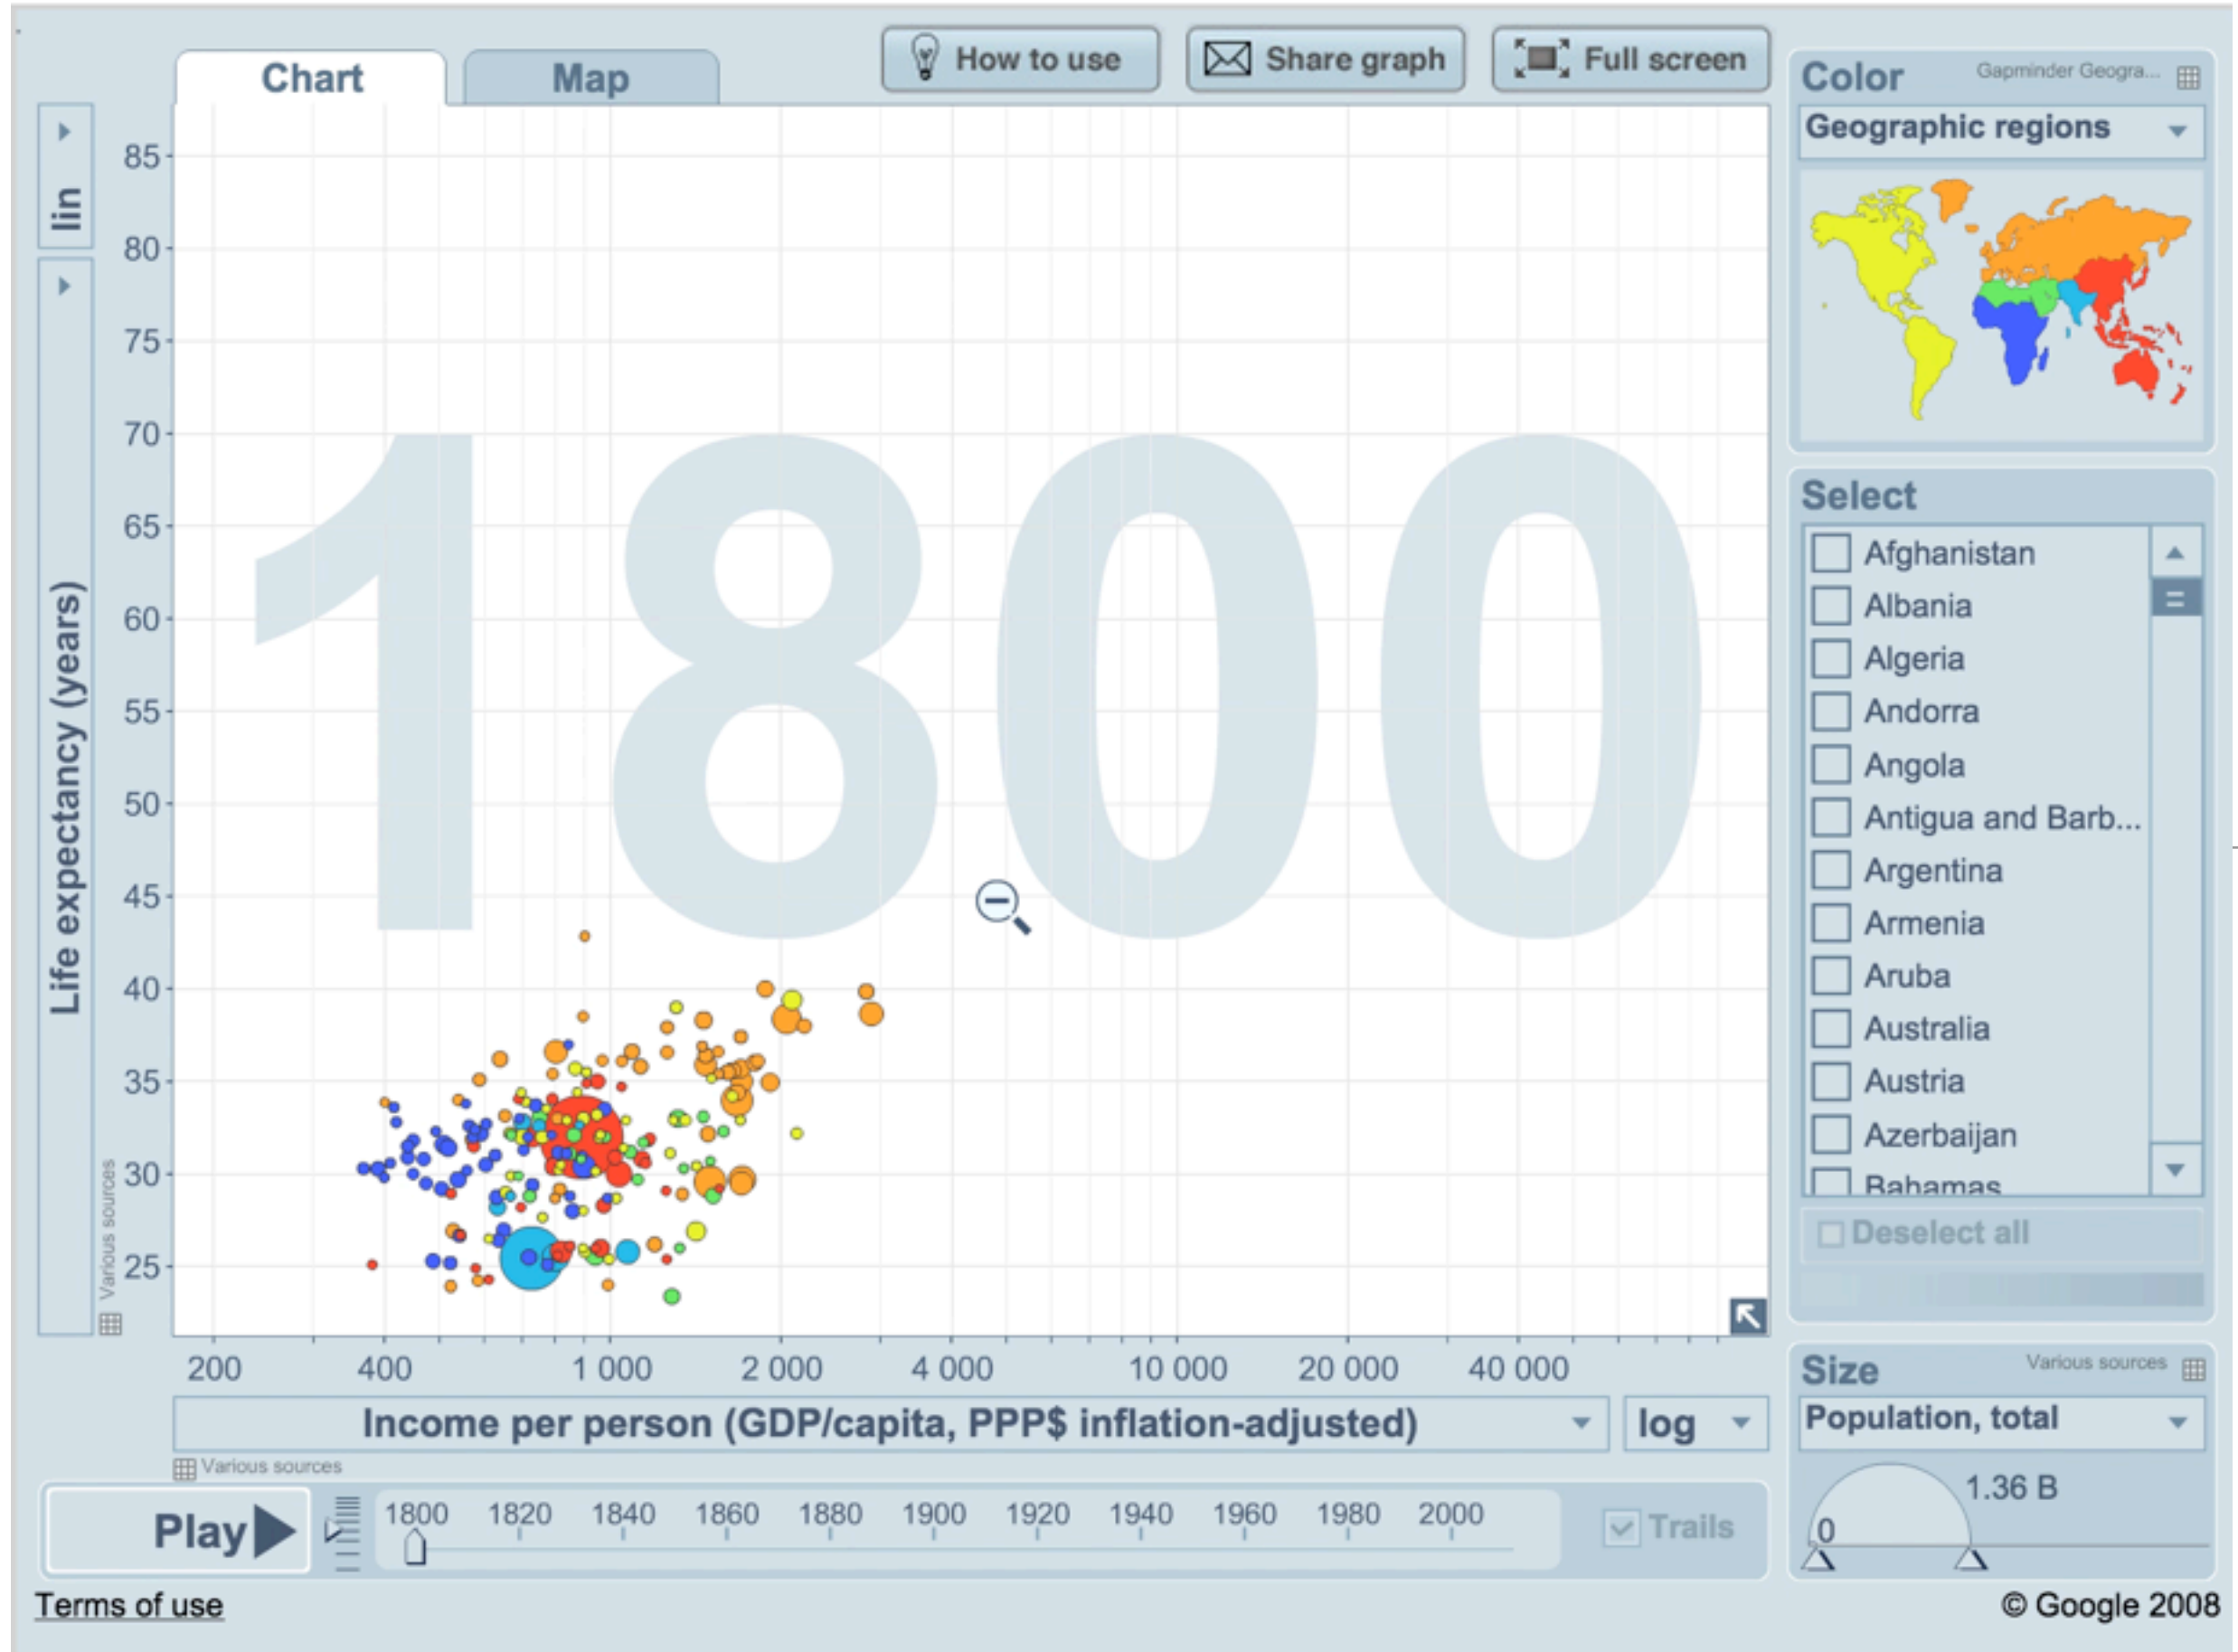 How to use
Share graph
Full screen
Chart
Map
lin
Life expectancy (years)
Various sources
85
80
75
70
65
60
55
50
45
40
35
30
25
1800
200 400 1 000 2 000 4 000 10 000 20 000 40 000
Income per person (GDP/capita, PPP$ inflation-adjusted)
log
Various sources
Play
1800 1820 1840 1860 1880 1900 1920 1940 1960 1980 2000
Trails
Terms of use
Color
Gapminder Geogra...
Geographic regions
Select
Afghanistan
Albania
Algeria
Andorra
Angola
Antigua and Barb...
Argentina
Armenia
Aruba
Australia
Austria
Azerbaijan
Bahamas
Deselect all
Size
Various sources
Population, total
1.36 B
0
© Google 2008